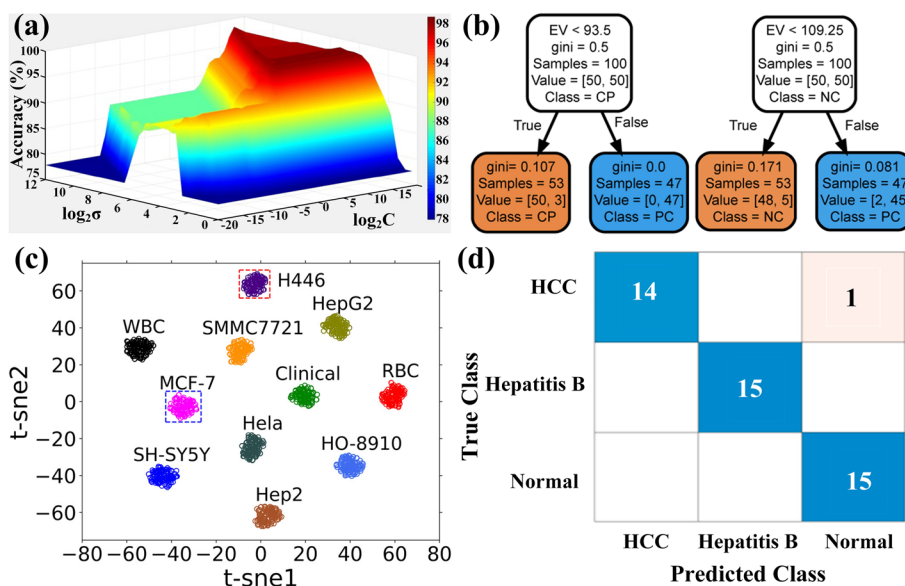 (a)
Accuracy (%)
100
95
90
85
80
75
12
10
8
6
4
2
0
log₂σ
-20
-15
-10
-5
0
5
10
15
log₂C
98
96
94
92
90
88
86
84
82
80
78
(b)
EV < 93.5
gini = 0.5
Samples = 100
Value = [50, 50]
Class = CP
True
False
gini= 0.107
Samples = 53
Value = [50, 3]
Class = CP
gini= 0.0
Samples = 47
Value = [0, 47]
Class = PC
EV < 109.25
gini = 0.5
Samples = 100
Value = [50, 50]
Class = NC
True
False
gini= 0.171
Samples = 53
Value = [48, 5]
Class = NC
gini= 0.081
Samples = 47
Value = [2, 45]
Class = PC
(c)
t-sne2
60
40
20
0
−20
−40
−60
H446
HepG2
WBC
SMMC7721
Clinical
RBC
MCF-7
Hela
HO-8910
SH-SY5Y
Hep2
−80 −60 −40 −20 0 20 40 60 80
t-sne1
(d)
True Class
HCC
14
1
Hepatitis B
15
Normal
15
HCC Hepatitis B Normal
Predicted Class